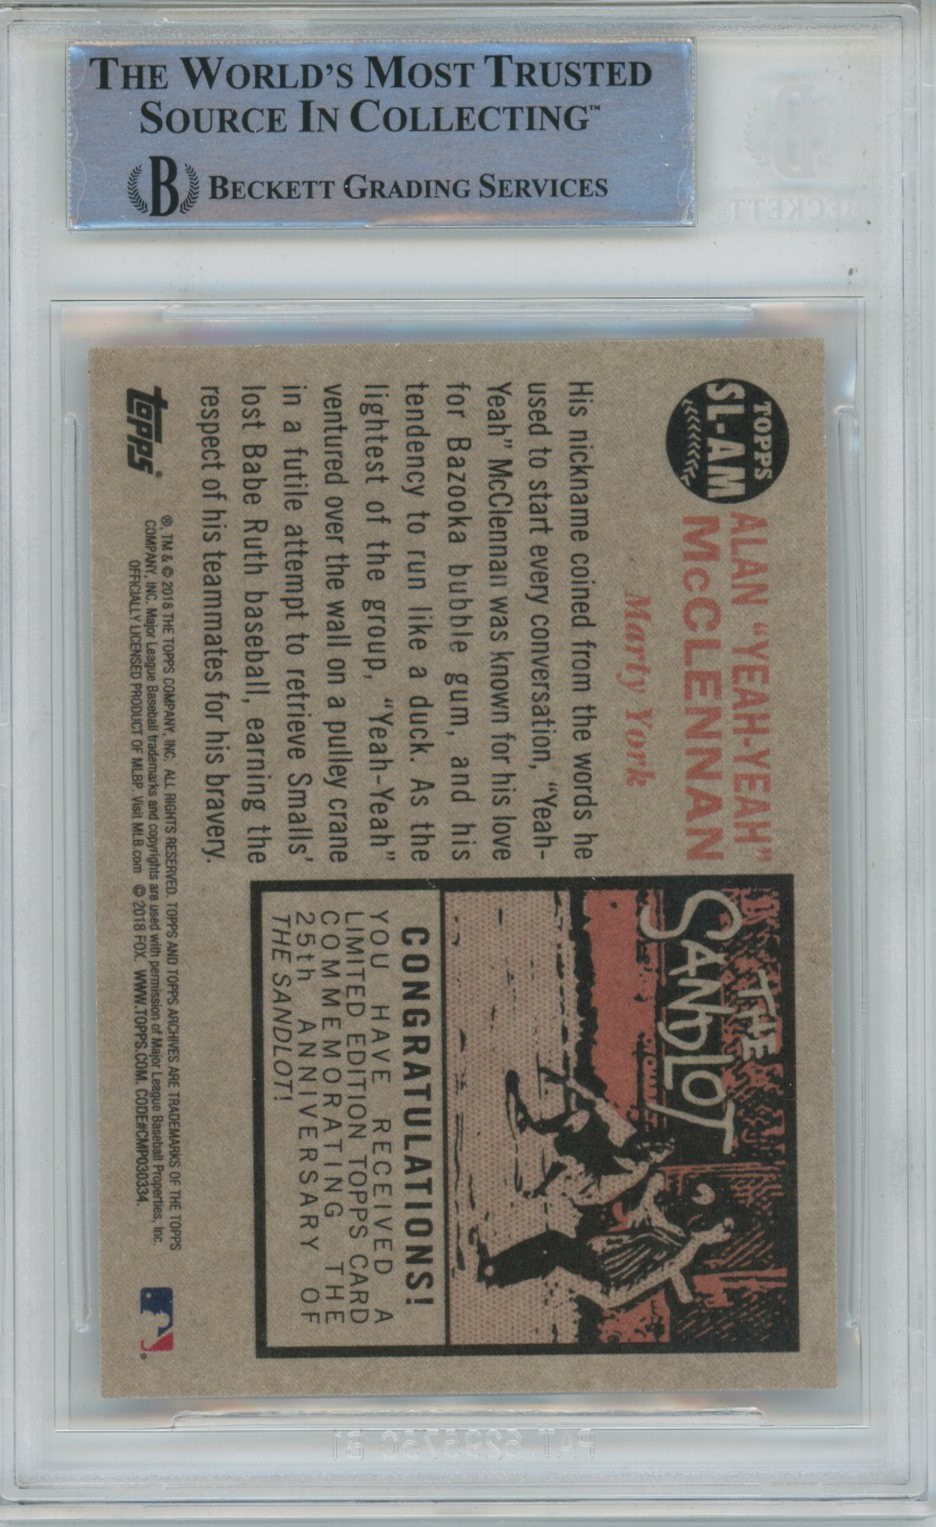 THE WORLD'S MOST TRUSTED
SOURCE IN COLLECTING™
B BECKETT GRADING SERVICES
B
BECKETT
TOPPS
SL-AM
ALAN "YEAH-YEAH"
McCLENNAN
Marty York
His nickname coined from the words he
used to start every conversation, "Yeah-
Yeah" McClennan was known for his love
for Bazooka bubble gum, and his
tendency to run like a duck. As the
lightest of the group, "Yeah-Yeah"
ventured over the wall on a pulley crane
in a futile attempt to retrieve Smalls'
lost Babe Ruth baseball, earning the
respect of his teammates for his bravery.
THE
SANDLOT
CONGRATULATIONS!
YOU HAVE RECEIVED A
LIMITED EDITION TOPPS CARD
COMMEMORATING THE
25th ANNIVERSARY OF
THE SANDLOT!
topps®
®, TM & © 2018 THE TOPPS COMPANY, INC. ALL RIGHTS RESERVED. TOPPS AND TOPPS ARCHIVES ARE TRADEMARKS OF THE TOPPS
COMPANY, INC. Major League Baseball trademarks and copyrights are used with permission of Major League Baseball Properties, Inc.
OFFICIALLY LICENSED PRODUCT OF MLBP. Visit MLB.com © 2018 FOX. WWW.TOPPS.COM. CODE#CMP030334.